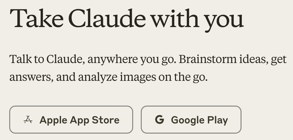 Take Claude with you
Talk to Claude, anywhere you go. Brainstorm ideas, get
answers, and analyze images on the go.
Apple App Store
Google Play